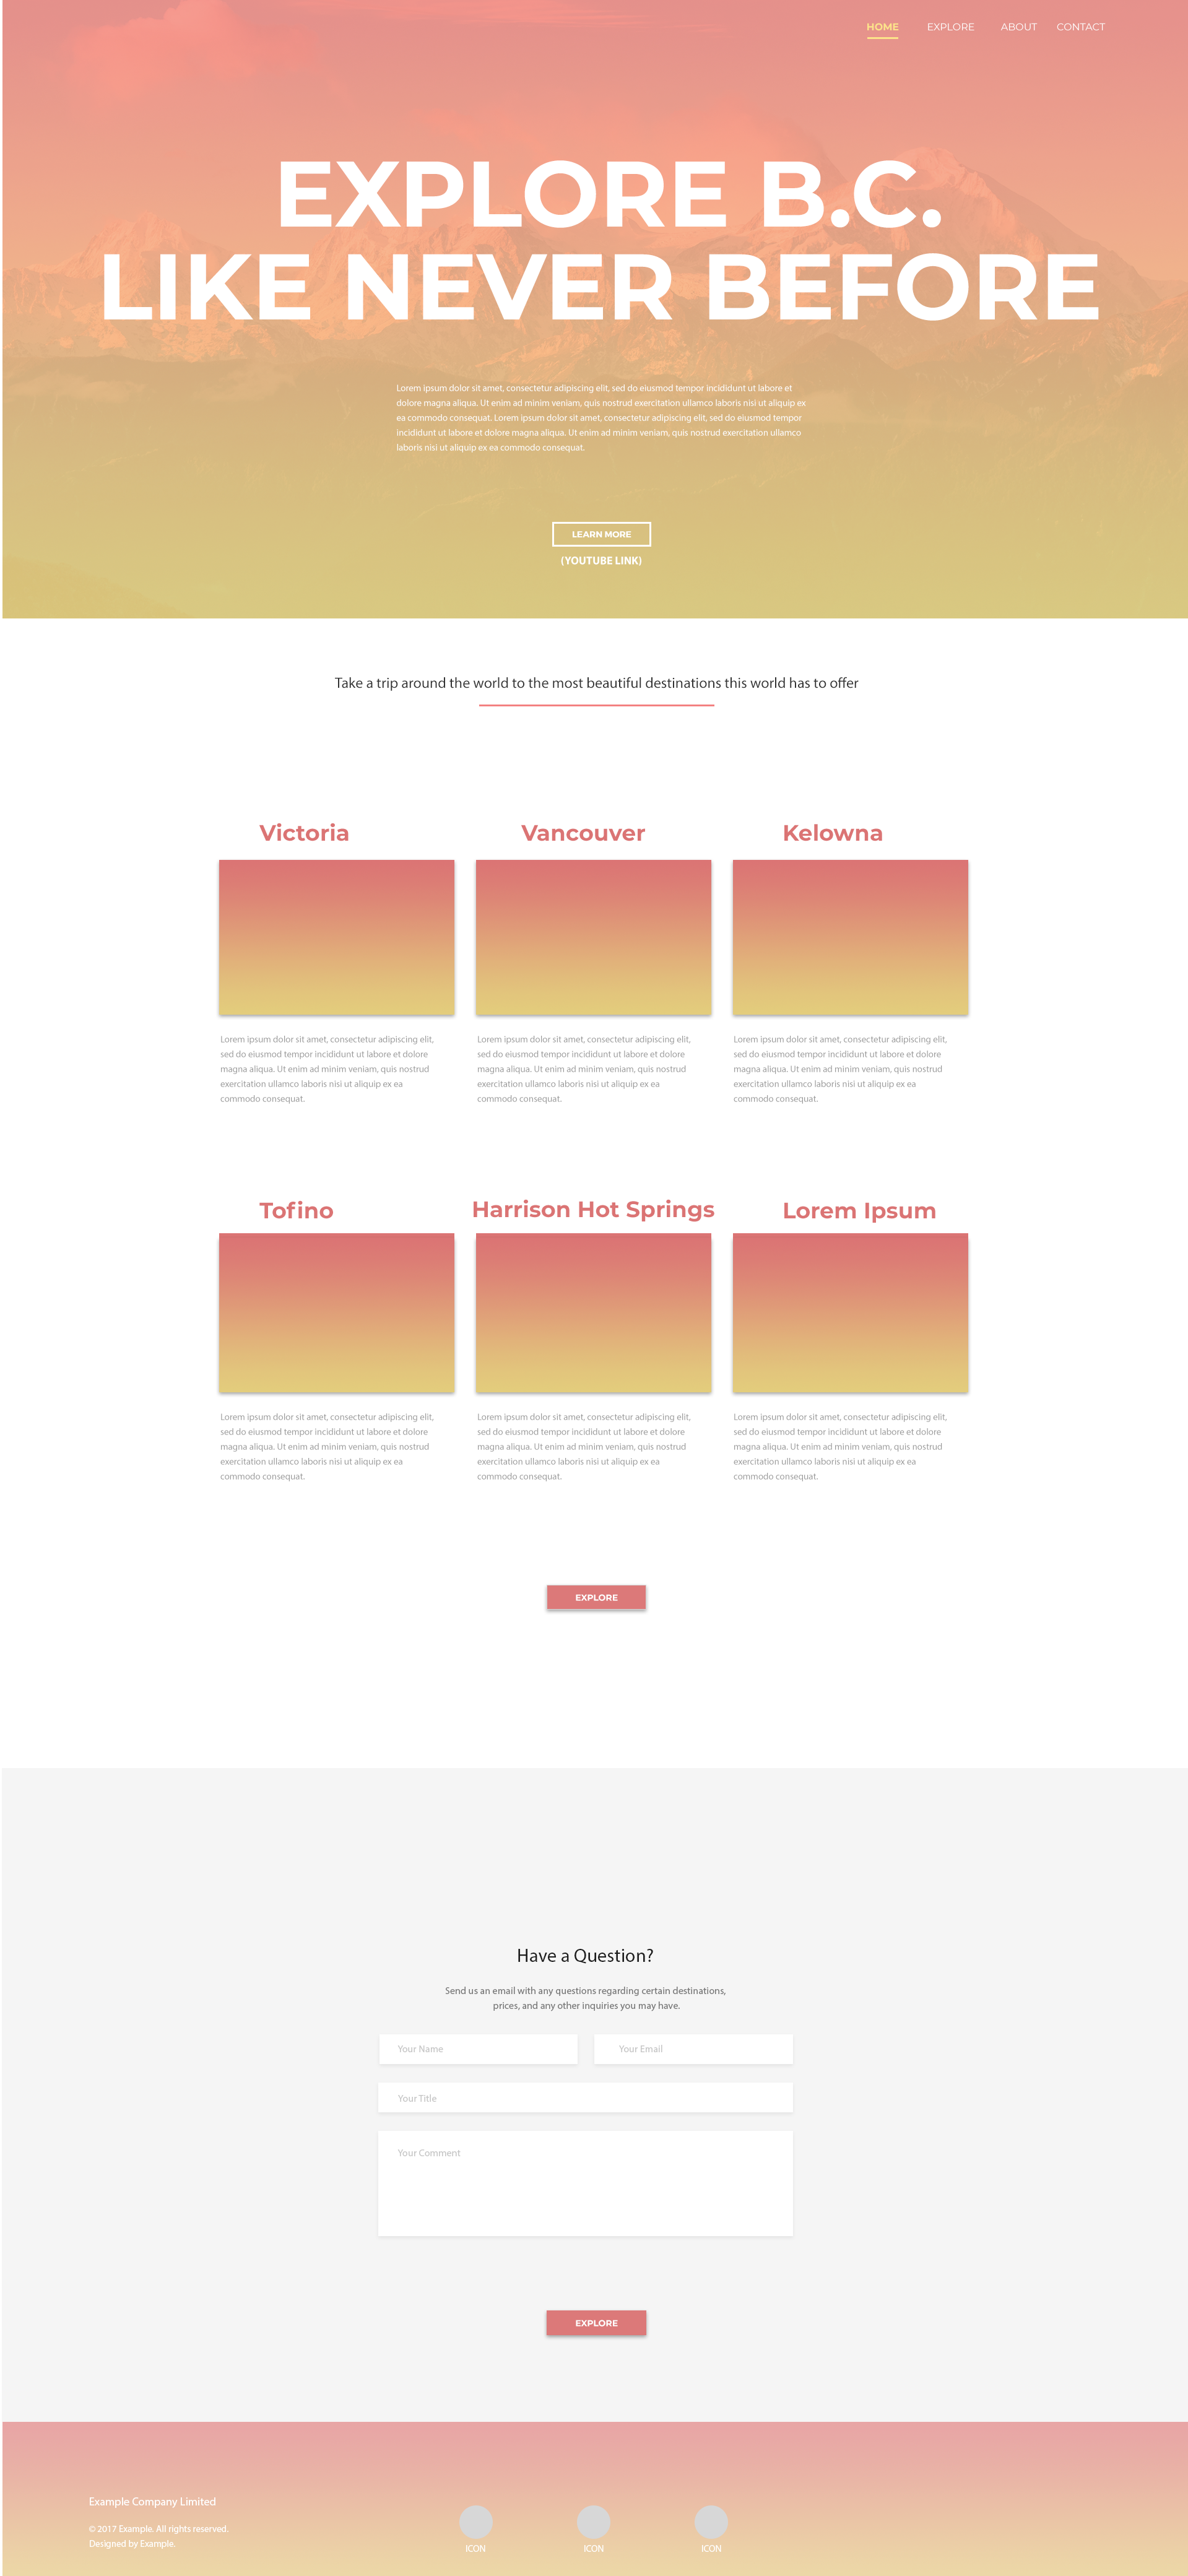 HOME EXPLORE ABOUT CONTACT
EXPLORE B.C.
LIKE NEVER BEFORE
Lorem ipsum dolor sit amet, consectetur adipiscing elit, sed do eiusmod tempor incididunt ut labore et
dolore magna aliqua. Ut enim ad minim veniam, quis nostrud exercitation ullamco laboris nisi ut aliquip ex
ea commodo consequat. Lorem ipsum dolor sit amet, consectetur adipiscing elit, sed do eiusmod tempor
incididunt ut labore et dolore magna aliqua. Ut enim ad minim veniam, quis nostrud exercitation ullamco
laboris nisi ut aliquip ex ea commodo consequat.
LEARN MORE
(YOUTUBE LINK)
Take a trip around the world to the most beautiful destinations this world has to offer
Victoria
Lorem ipsum dolor sit amet, consectetur adipiscing elit,
sed do eiusmod tempor incididunt ut labore et dolore
magna aliqua. Ut enim ad minim veniam, quis nostrud
exercitation ullamco laboris nisi ut aliquip ex ea
commodo consequat.
Vancouver
Lorem ipsum dolor sit amet, consectetur adipiscing elit,
sed do eiusmod tempor incididunt ut labore et dolore
magna aliqua. Ut enim ad minim veniam, quis nostrud
exercitation ullamco laboris nisi ut aliquip ex ea
commodo consequat.
Kelowna
Lorem ipsum dolor sit amet, consectetur adipiscing elit,
sed do eiusmod tempor incididunt ut labore et dolore
magna aliqua. Ut enim ad minim veniam, quis nostrud
exercitation ullamco laboris nisi ut aliquip ex ea
commodo consequat.
Tofino
Lorem ipsum dolor sit amet, consectetur adipiscing elit,
sed do eiusmod tempor incididunt ut labore et dolore
magna aliqua. Ut enim ad minim veniam, quis nostrud
exercitation ullamco laboris nisi ut aliquip ex ea
commodo consequat.
Harrison Hot Springs
Lorem ipsum dolor sit amet, consectetur adipiscing elit,
sed do eiusmod tempor incididunt ut labore et dolore
magna aliqua. Ut enim ad minim veniam, quis nostrud
exercitation ullamco laboris nisi ut aliquip ex ea
commodo consequat.
Lorem Ipsum
Lorem ipsum dolor sit amet, consectetur adipiscing elit,
sed do eiusmod tempor incididunt ut labore et dolore
magna aliqua. Ut enim ad minim veniam, quis nostrud
exercitation ullamco laboris nisi ut aliquip ex ea
commodo consequat.
EXPLORE
Have a Question?
Send us an email with any questions regarding certain destinations,
prices, and any other inquiries you may have.
Your Name
Your Email
Your Title
Your Comment
EXPLORE
Example Company Limited
© 2017 Example. All rights reserved.
Designed by Example.
ICON
ICON
ICON